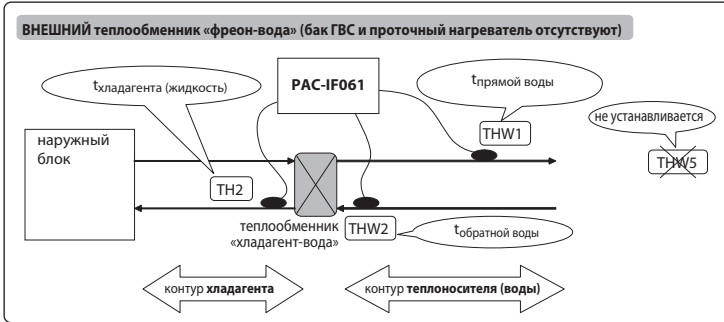 ВНЕШНИЙ теплообменник «фреон-вода» (бак ГВС и проточный нагреватель отсутствуют)
tхладагента (жидкость)
PAC-IF061
tпрямой воды
не устанавливается
наружный
блок
THW1
THW5
TH2
теплообменник
«хладагент-вода»
THW2
tобратной воды
контур хладагента
контур теплоносителя (воды)